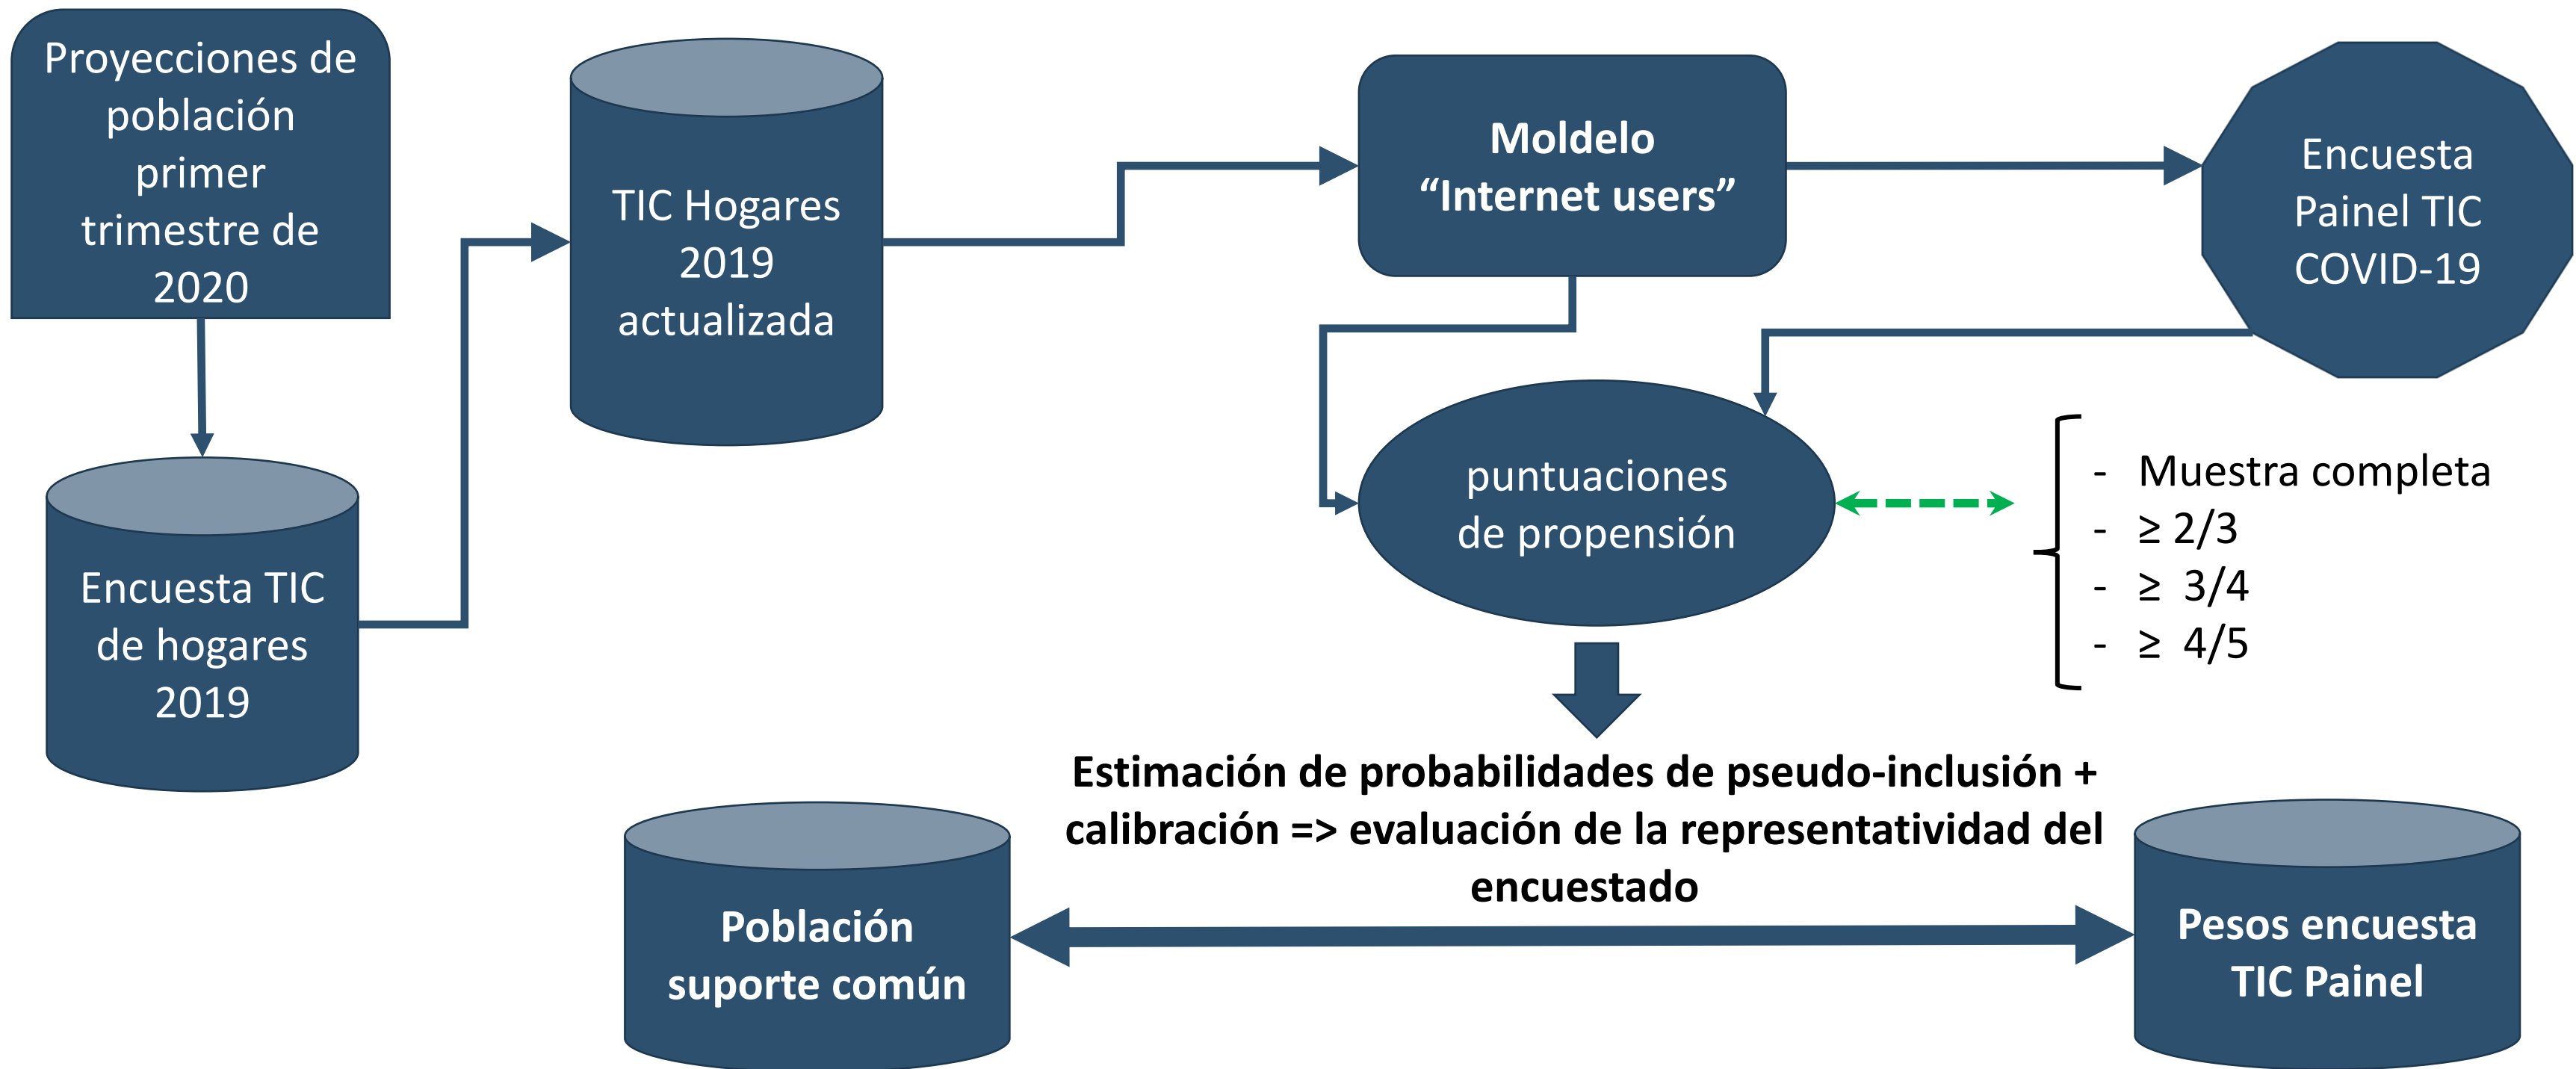 Proyecciones de
población
primer
trimestre de
2020
Encuesta TIC
de hogares
2019
TIC Hogares
2019
actualizada
Moldelo
“Internet users”
Encuesta
Painel TIC
COVID-19
puntuaciones
de propensión
- Muestra completa
- ≥ 2/3
- ≥ 3/4
- ≥ 4/5
Estimación de probabilidades de pseudo-inclusión +
calibración => evaluación de la representatividad del
encuestado
Población
suporte común
Pesos encuesta
TIC Painel